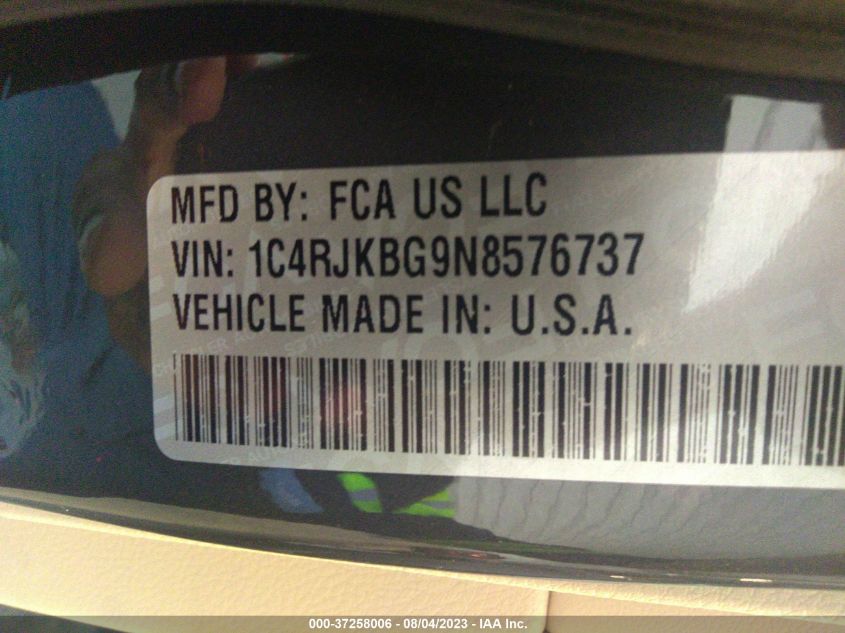 MFD BY: FCA US LLC
VIN: 1C4RJKBG9N8576737
VEHICLE MADE IN: U.S.A.
000-37258006 - 08/04/2023 - IAA Inc.